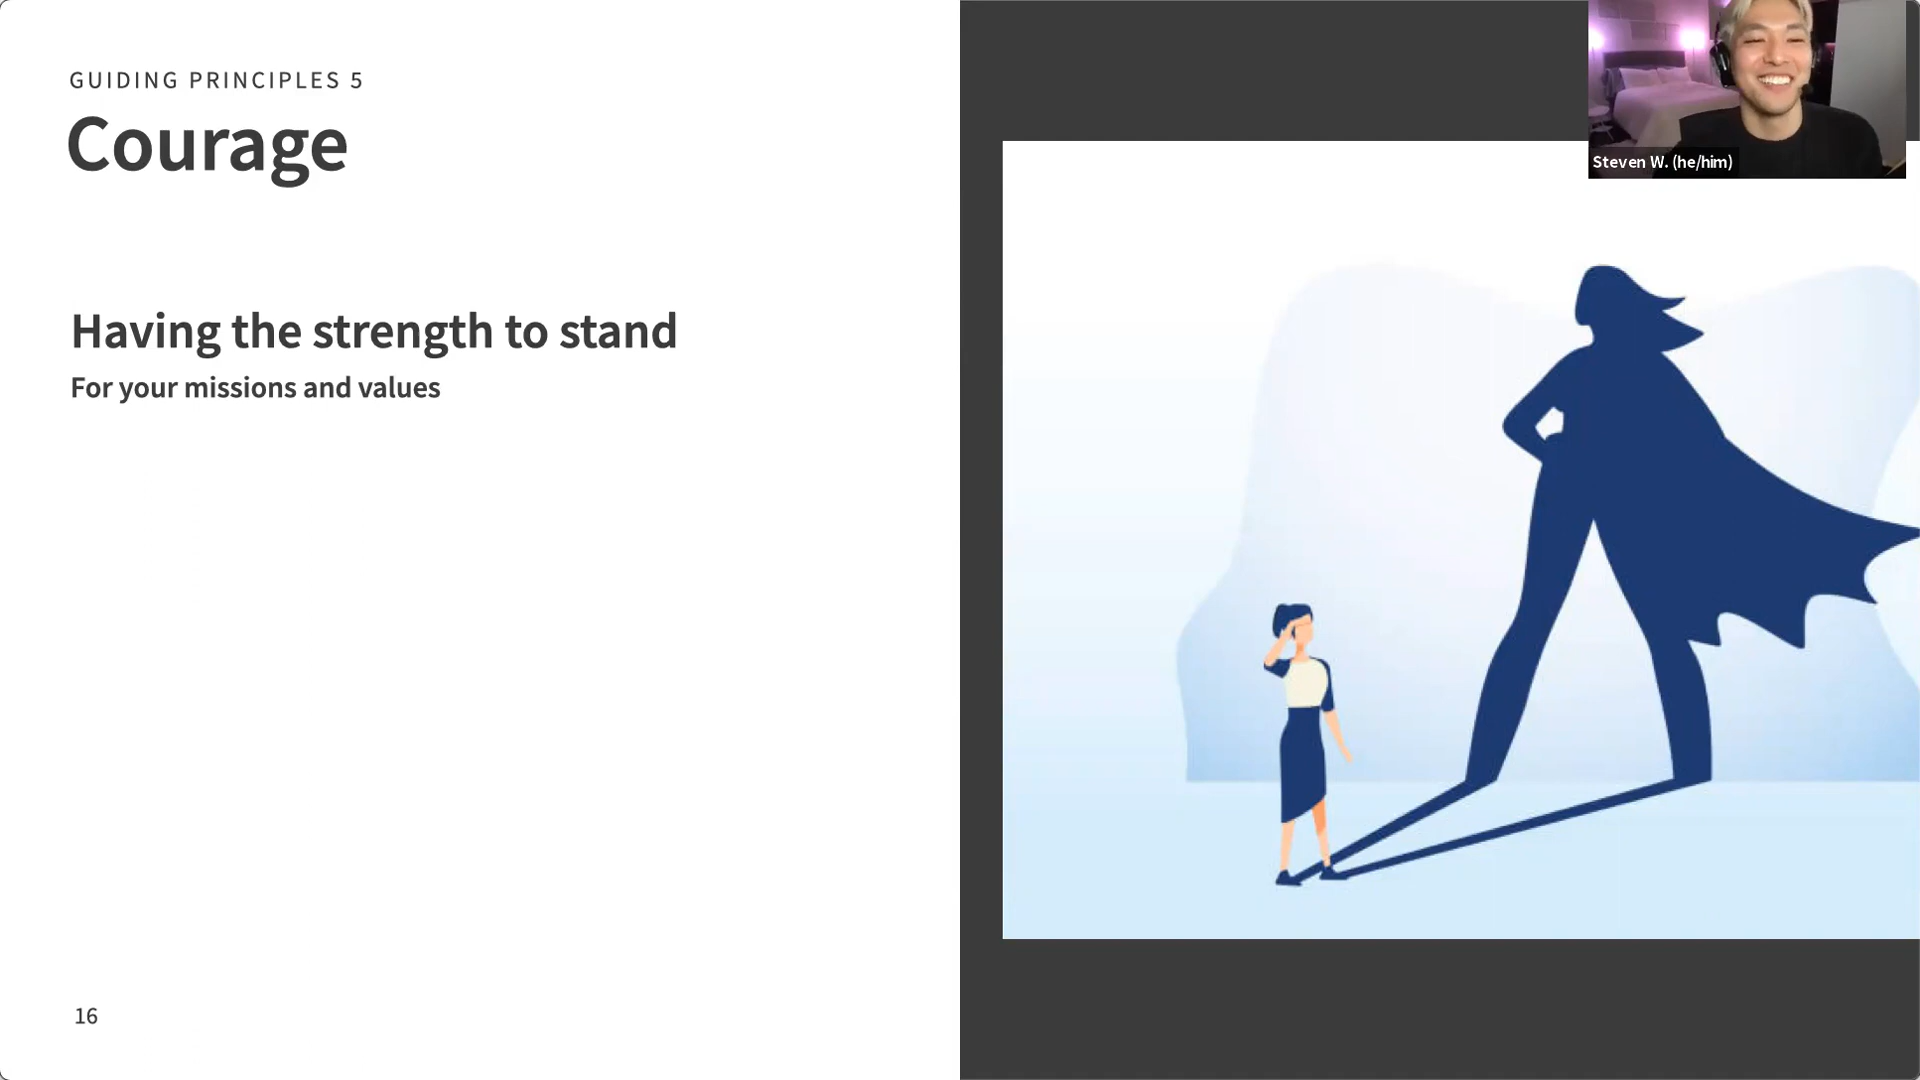 GUIDING PRINCIPLES 5
Courage
Having the strength to stand
For your missions and values
16
Steven W. (he/him)